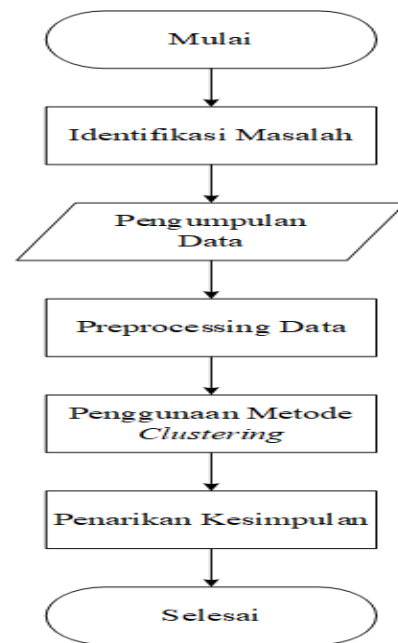 Mulai
Identifikasi Masalah
Pengumpulan
Data
Preprocessing Data
Penggunaan Metode
Clustering
Penarikan Kesimpulan
Selesai